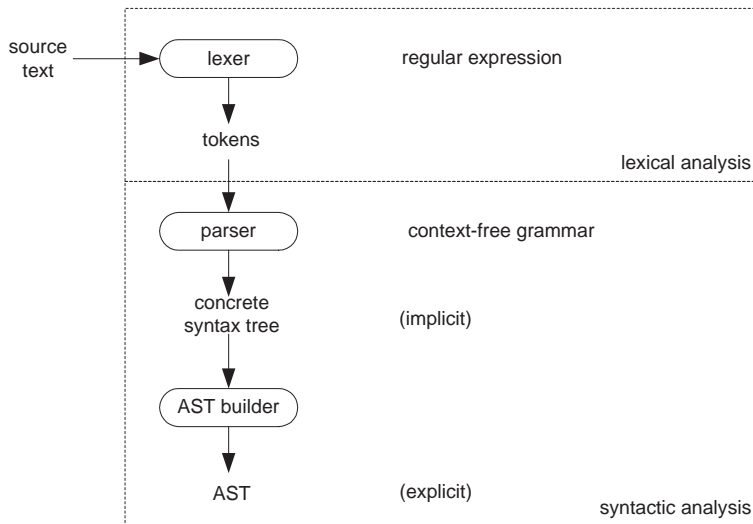 source
text
lexer
regular expression
tokens
lexical analysis
parser
context-free grammar
concrete
syntax tree
(implicit)
AST builder
AST
(explicit)
syntactic analysis